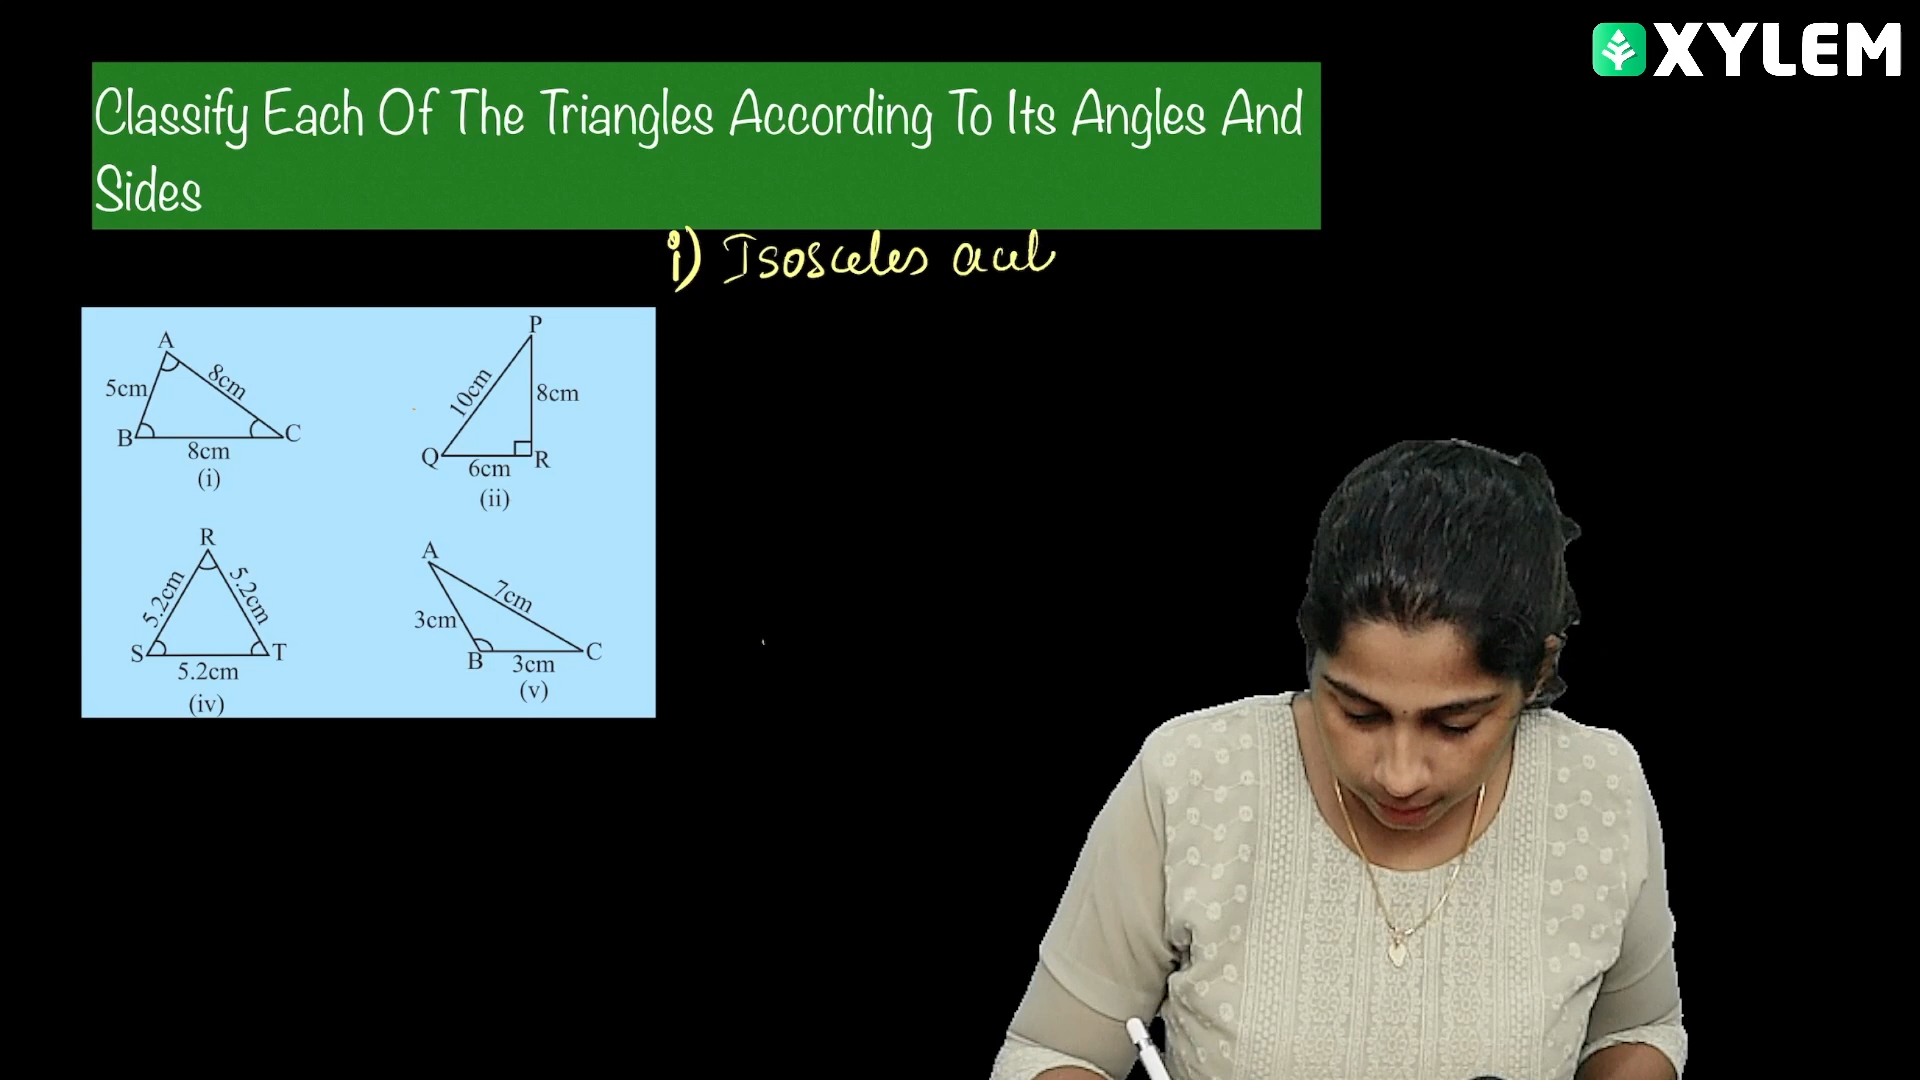 XYLEM
Classify Each Of The Triangles According To Its Angles And
Sides
i) Isosceles acut
A
5cm
8cm
B
C
8cm
(i)
P
10cm
8cm
Q
R
6cm
(ii)
R
5.2cm
5.2cm
S
T
5.2cm
(iv)
A
7cm
3cm
B
C
3cm
(v)